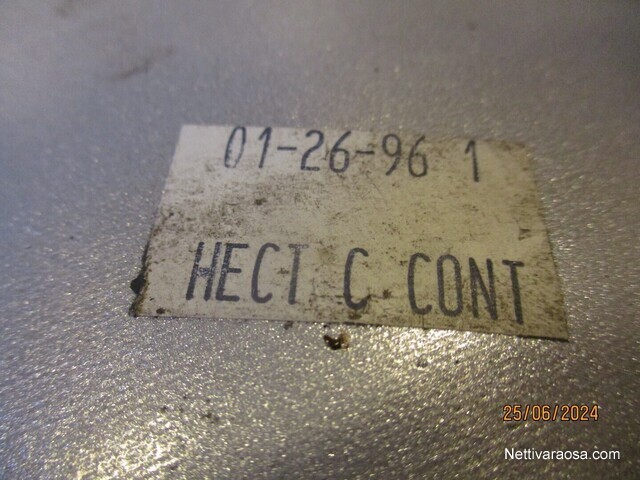 01-26-96 1
HECT C CONT
25/06/2024
Nettivaraosa.com